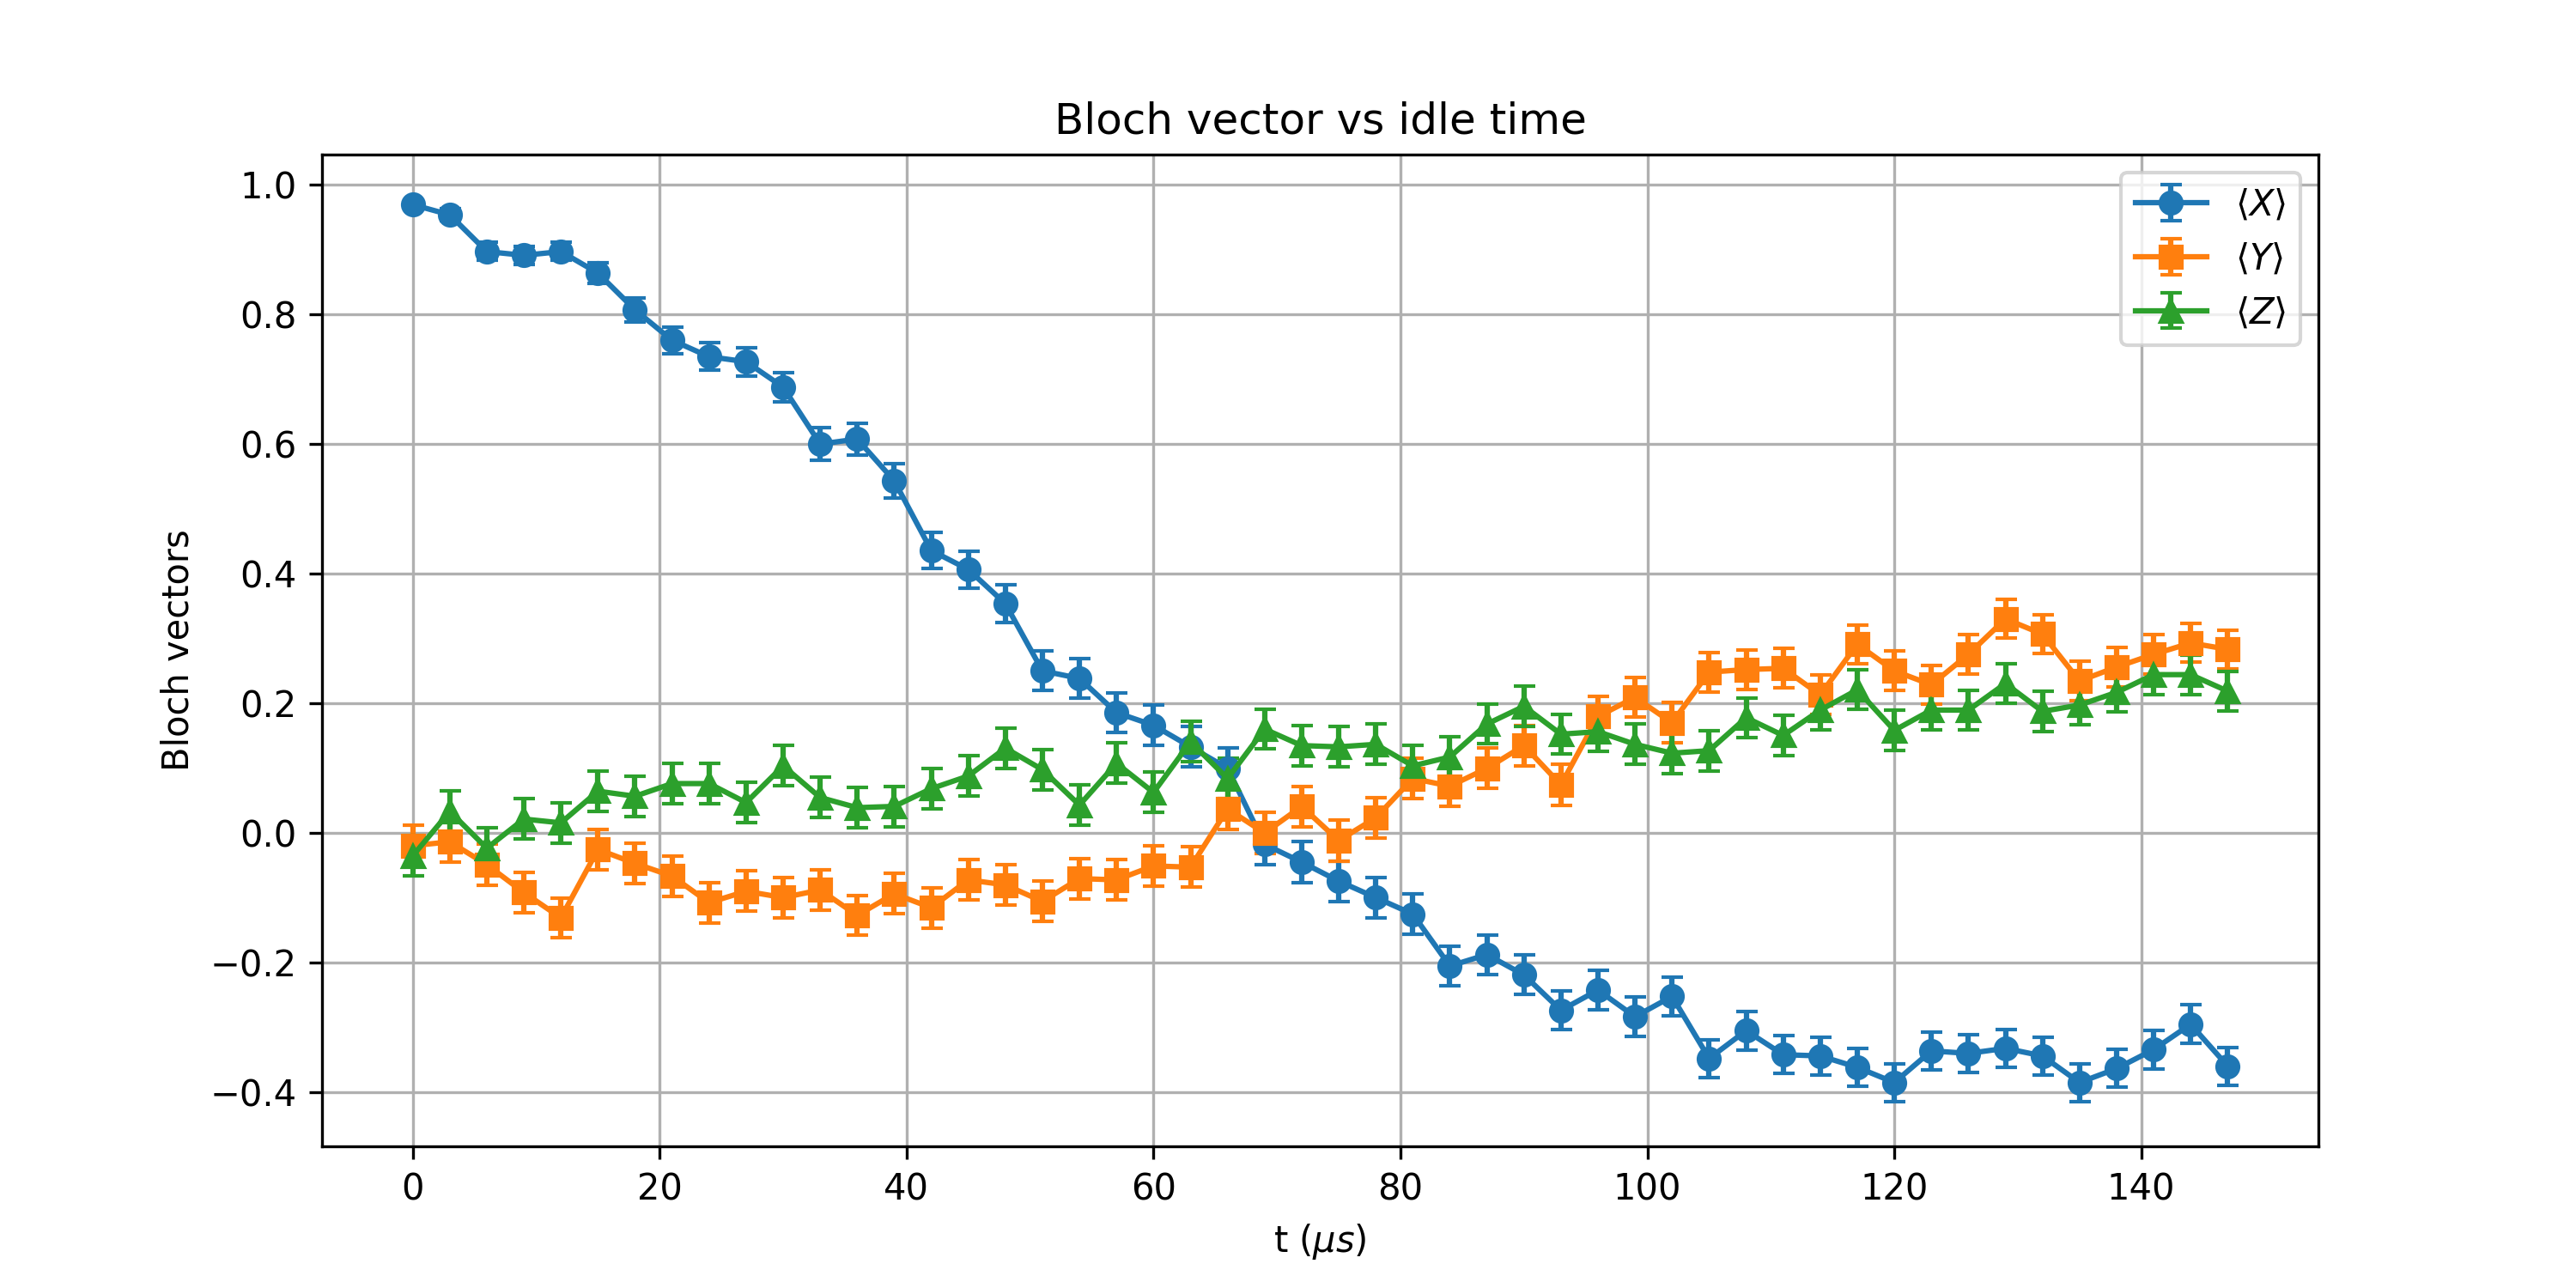 Bloch vector vs idle time
1.0
0.8
0.6
0.4
0.2
0.0
−0.2
−0.4
Bloch vectors
0 20 40 60 80 100 120 140
t (μs)
⟨X⟩
⟨Y⟩
⟨Z⟩